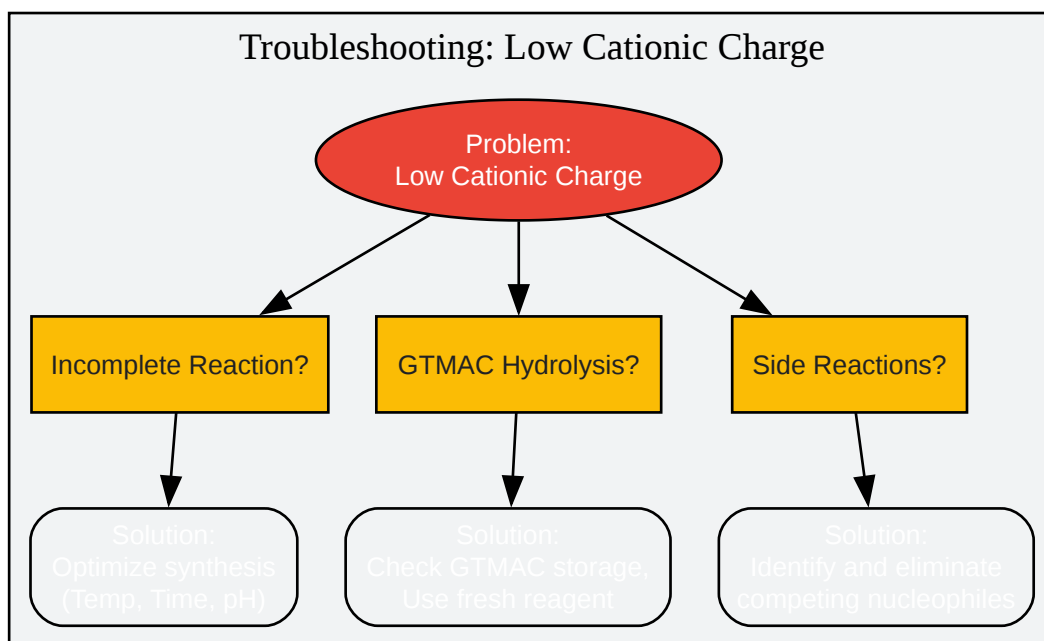 Troubleshooting: Low Cationic Charge
Problem:
Low Cationic Charge
Incomplete Reaction?
GTMAC Hydrolysis?
Side Reactions?
Solution:
Optimize synthesis
(Temp, Time, pH)
Solution:
Check GTMAC storage,
Use fresh reagent
Solution:
Identify and eliminate
competing nucleophiles